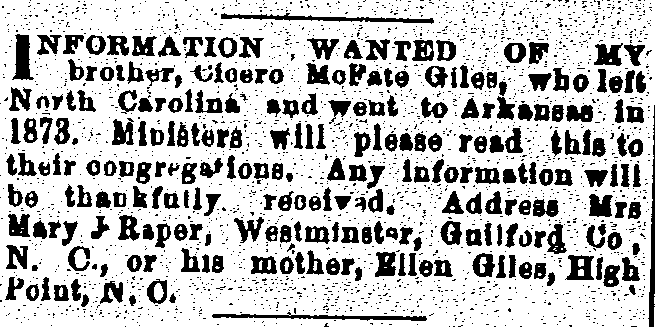 INFORMATION WANTED OF MY
brother, Cicero McFate Giles, who left
North Carolina and went to Arkansas in
1873. Ministers will please read this to
their congregations. Any information will
be thankfully received. Address Mrs
Mary J Raper, Westminster, Guilford Co,
N. C., or his mother, Ellen Giles, High
Point, N. C.